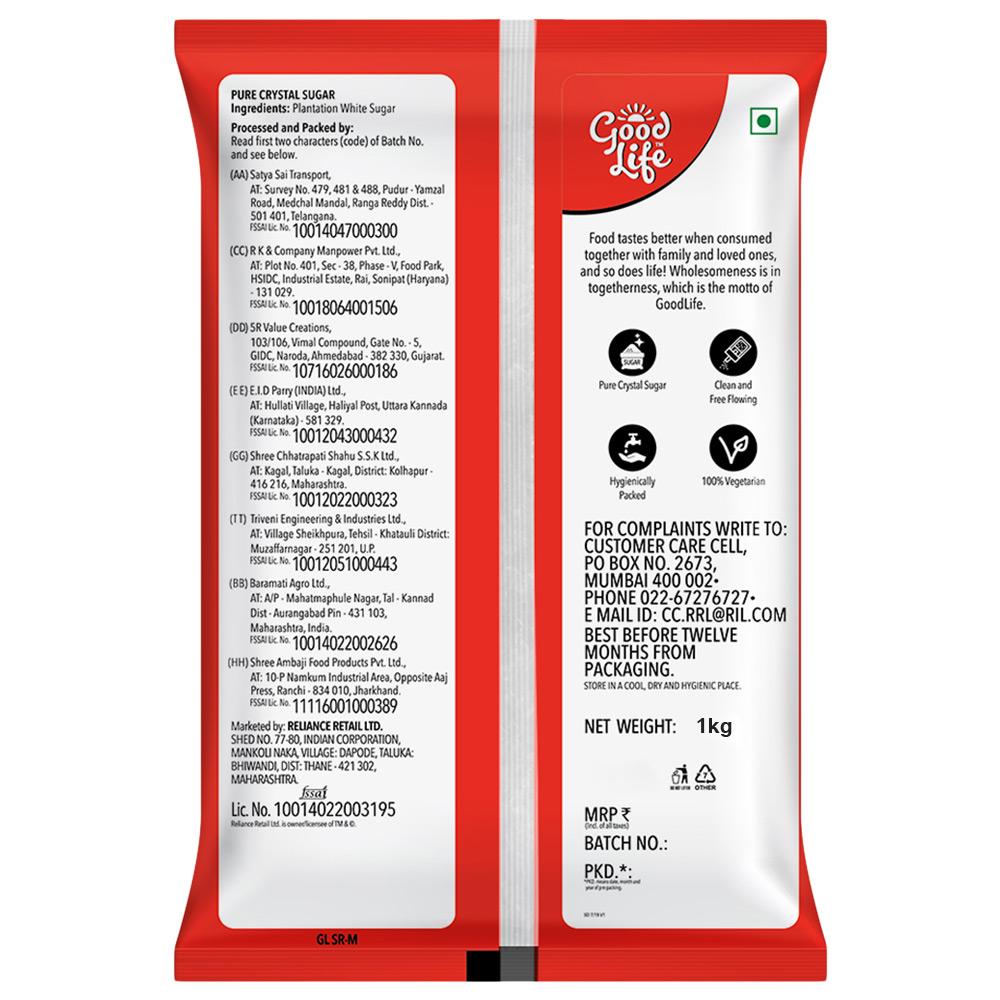 PURE CRYSTAL SUGAR
Ingredients: Plantation White Sugar
Processed and Packed by:
Read first two characters (code) of Batch No.
and see below.
(AA) Satya Sai Transport,
AT: Survey No. 479, 481 & 488, Pudur - Yamzal
Road, Medchal Mandal, Ranga Reddy Dist. -
501 401, Telangana.
FSSAI Lic. No. 10014047000300
(CC) R K & Company Manpower Pvt. Ltd.,
AT: Plot No. 401, Sec - 38, Phase - V, Food Park,
HSIDC, Industrial Estate, Rai, Sonipat (Haryana)
- 131 029.
FSSAI Lic. No. 10018064001506
(DD) 5R Value Creations,
103/106, Vimal Compound, Gate No. - 5,
GIDC, Naroda, Ahmedabad - 382 330, Gujarat.
FSSAI Lic. No. 10716026000186
(EE) E.I.D Parry (INDIA) Ltd.,
AT: Hullati Village, Haliyal Post, Uttara Kannada
(Karnataka) - 581 329.
FSSAI Lic. No. 10012043000432
(GG) Shree Chhatrapati Shahu S.S.K Ltd.,
AT: Kagal, Taluka - Kagal, District: Kolhapur -
416 216, Maharashtra.
FSSAI Lic. No. 10012022000323
(TT) Triveni Engineering & Industries Ltd.,
AT: Village Sheikhpura, Tehsil - Khatauli District:
Muzaffarnagar - 251 201, U.P.
FSSAI Lic. No. 10012051000443
(BB) Baramati Agro Ltd.,
AT: A/P - Mahatmaphule Nagar, Tal - Kannad
Dist - Aurangabad Pin - 431 103,
Maharashtra, India.
FSSAI Lic. No. 10014022002626
(HH) Shree Ambaji Food Products Pvt. Ltd.,
AT: 10-P Namkum Industrial Area, Opposite Aaj
Press, Ranchi - 834 010, Jharkhand.
FSSAI Lic. No. 11116001000389
Marketed by: RELIANCE RETAIL LTD.
SHED NO. 77-80, INDIAN CORPORATION,
MANKOLI NAKA, VILLAGE: DAPODE, TALUKA:
BHIWANDI, DIST: THANE - 421 302,
MAHARASHTRA.
fssai
Lic. No. 10014022003195
Reliance Retail Ltd. is owner/licensee of TM & ©.
GL SR-M
Good
Life™
Food tastes better when consumed
together with family and loved ones,
and so does life! Wholesomeness is in
togetherness, which is the motto of
GoodLife.
SUGAR
Pure Crystal Sugar
Clean and
Free Flowing
Hygienically
Packed
100% Vegetarian
FOR COMPLAINTS WRITE TO:
CUSTOMER CARE CELL,
PO BOX NO. 2673,
MUMBAI 400 002•
PHONE 022-67276727•
E MAIL ID: CC.RRL@RIL.COM
BEST BEFORE TWELVE
MONTHS FROM
PACKAGING.
STORE IN A COOL, DRY AND HYGIENIC PLACE.
NET WEIGHT: 1kg
DO NOT LITTER
7
OTHER
MRP ₹
(Incl. of all taxes)
BATCH NO.:
PKD.*:
*PKD. means date, month and
year of pre packing.